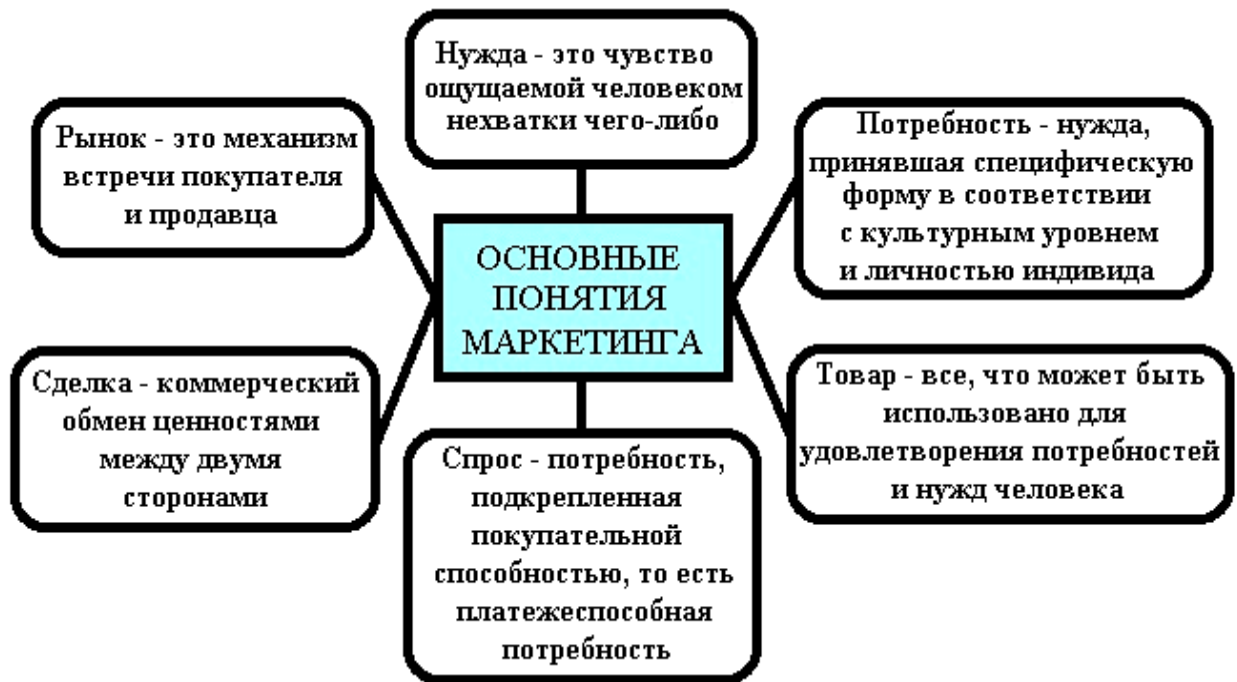 Нужда - это чувство
ощущаемой человеком
нехватки чего-либо
Рынок - это механизм
встречи покупателя
и продавца
Потребность - нужда,
принявшая специфическую
форму в соответствии
с культурным уровнем
и личностью индивида
ОСНОВНЫЕ
ПОНЯТИЯ
МАРКЕТИНГА
Сделка - коммерческий
обмен ценностями
между двумя
сторонами
Товар - все, что может быть
использовано для
удовлетворения потребностей
и нужд человека
Спрос - потребность,
подкрепленная
покупательной
способностью, то есть
платежеспособная
потребность